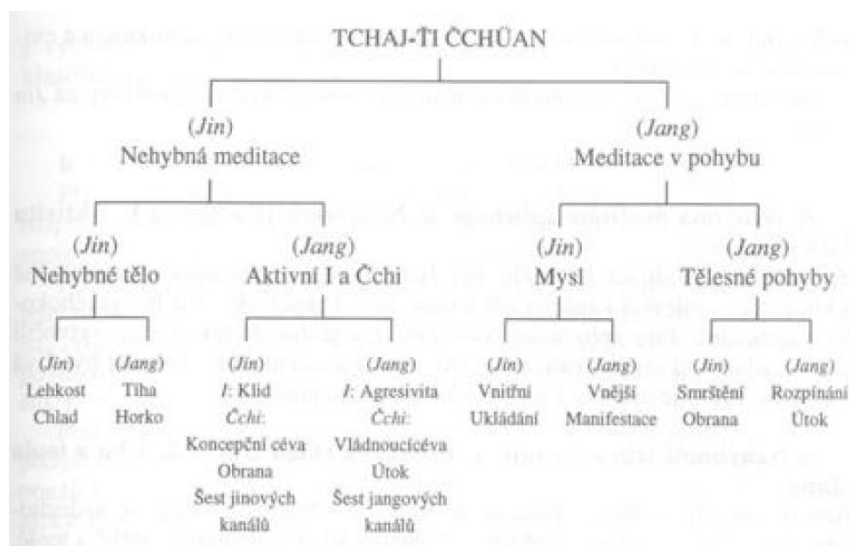 TCHAJ-ŤI ČCHÜAN
(Jin) (Jang)
Nehybná meditace Meditace v pohybu
(Jin) (Jang) (Jin) (Jang)
Nehybné tělo Aktivní I a Čchi Mysl Tělesné pohyby
(Jin) (Jang) (Jin) (Jang) (Jin) (Jang) (Jin) (Jang)
Lehkost Tíha I: Klid I: Agresivita Vnitřní Vnější Smrštění Rozpínání
Chlad Horko Čchi: Čchi: Ukládání Manifestace Obrana Útok
Koncepční céva Vládnoucícéva
Obrana Útok
Šest jinových Šest jangových
kanálů kanálů